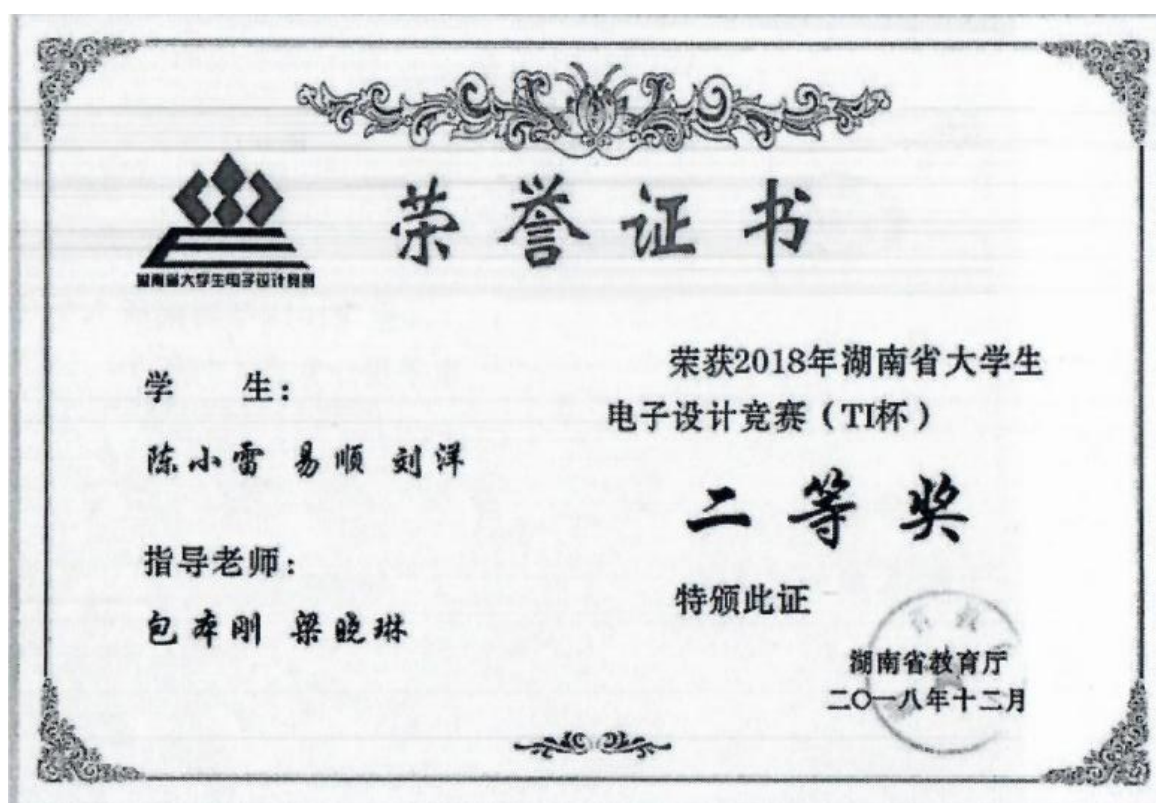 荣誉证书
湖南省大学生电子设计竞赛
学 生：
陈小雷 易顺 刘洋
指导老师：
包本刚 梁晓琳
荣获2018年湖南省大学生
电子设计竞赛（TI杯）
二等奖
特颁此证
湖南省教育厅
二〇一八年十二月